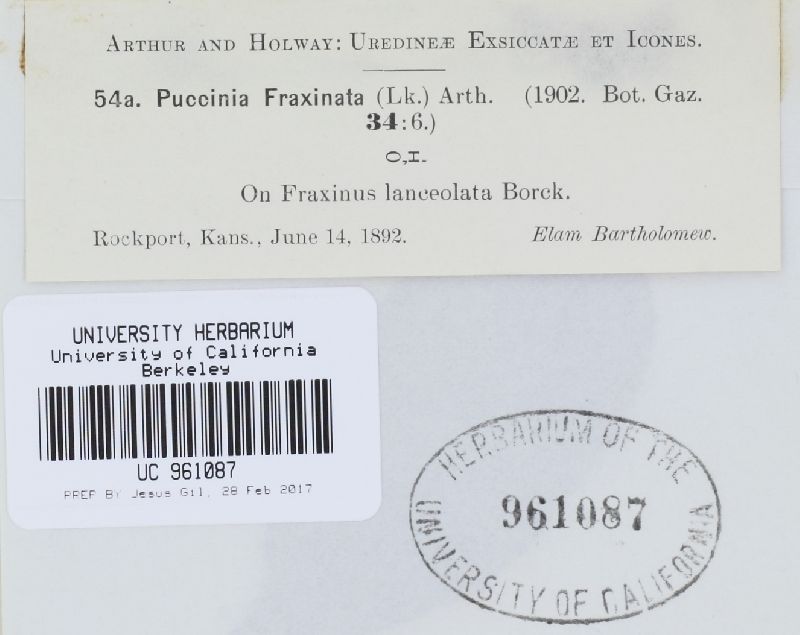 ARTHUR AND HOLWAY: UREDINEÆ EXSICCATÆ ET ICONES.
54a. Puccinia Fraxinata (Lk.) Arth. (1902. Bot. Gaz.
34:6.)
O,I.
On Fraxinus lanceolata Borck.
Rockport, Kans., June 14, 1892. Elam Bartholomew.
UNIVERSITY HERBARIUM
University of California
Berkeley
UC 961087
PREP BY Jesus Gil, 28 Feb 2017
HERBARIUM OF THE
961087
UNIVERSITY OF CALIFORNIA